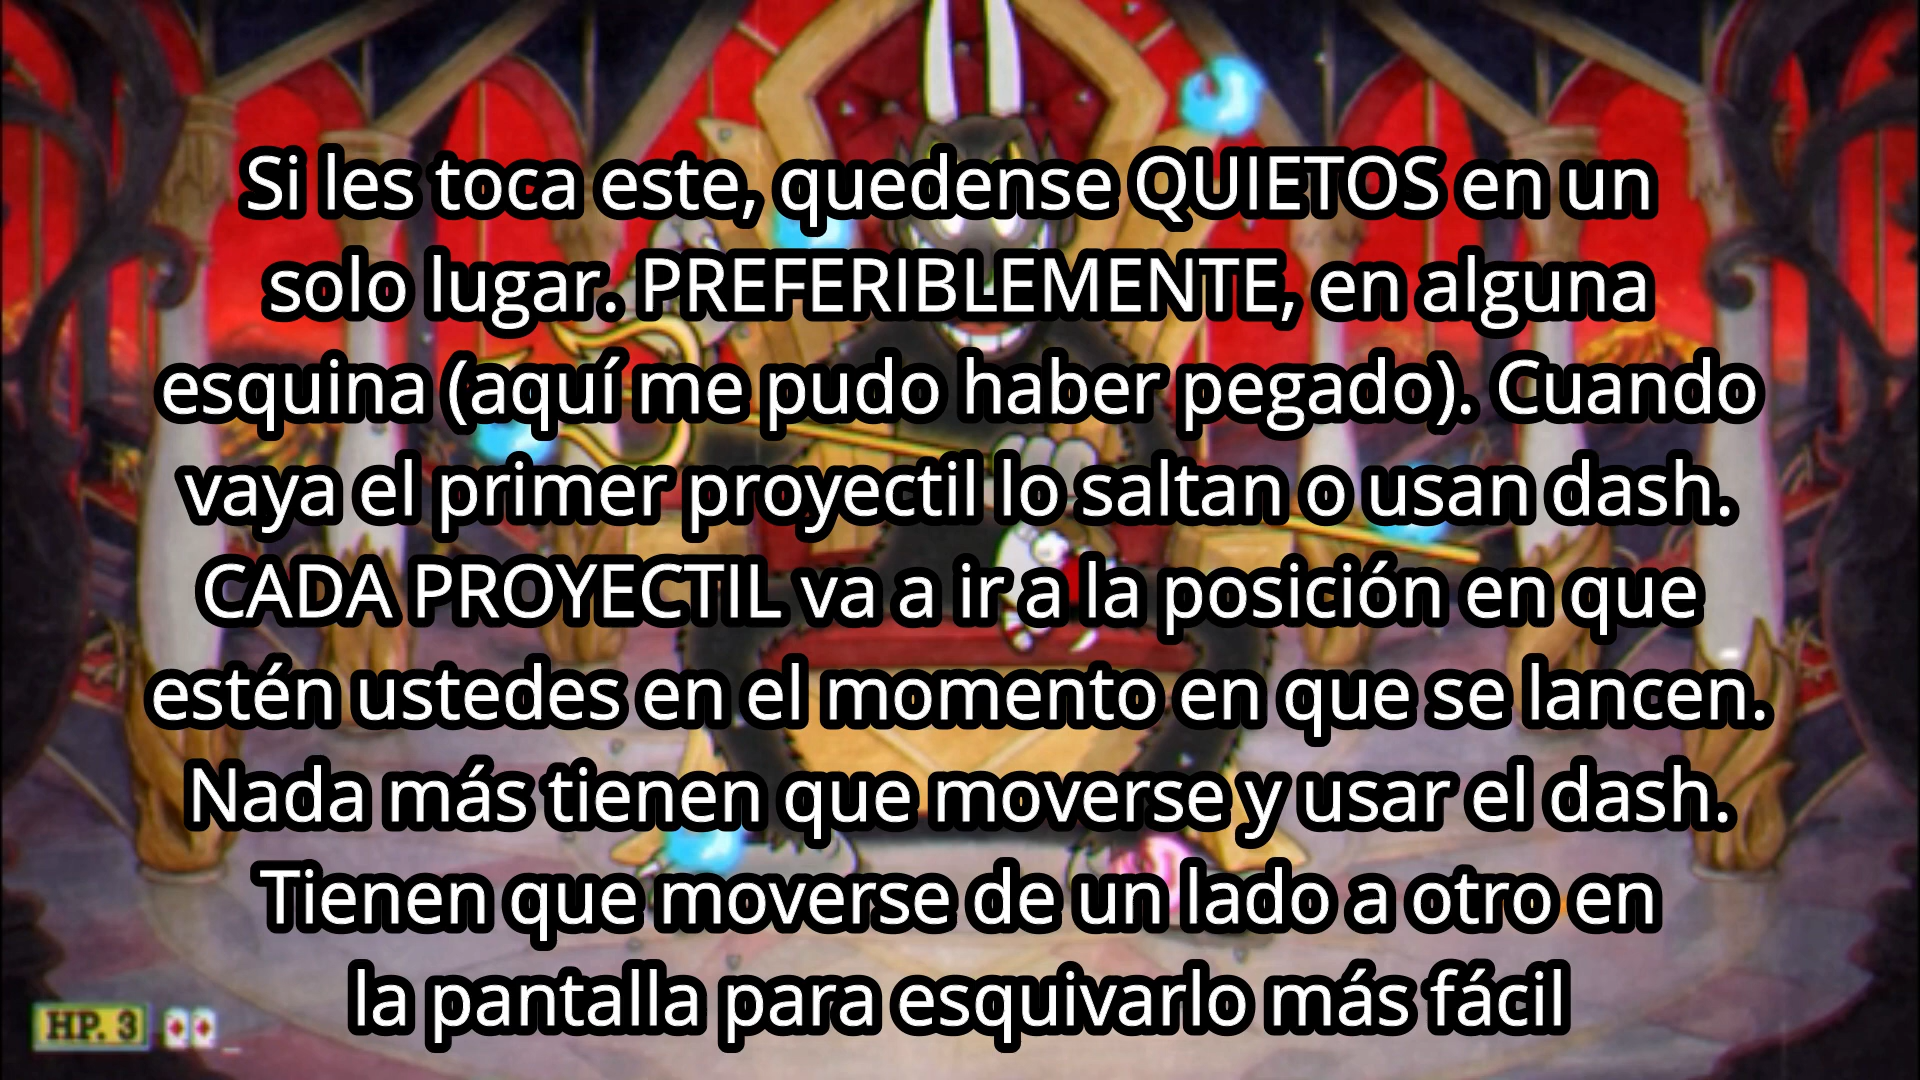 Si les toca este, quedense QUIETOS en un
solo lugar. PREFERIBLEMENTE, en alguna
esquina (aquí me pudo haber pegado). Cuando
vaya el primer proyectil lo saltan o usan dash.
CADA PROYECTIL va a ir a la posición en que
estén ustedes en el momento en que se lancen.
Nada más tienen que moverse y usar el dash.
Tienen que moverse de un lado a otro en
la pantalla para esquivarlo más fácil
HP. 3